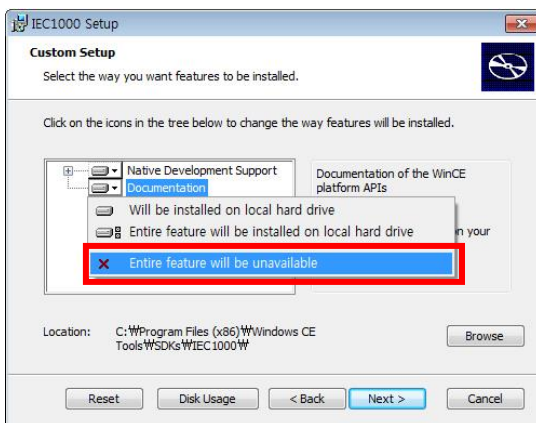 IEC1000 Setup
Custom Setup
Select the way you want features to be installed.
Click on the icons in the tree below to change the way features will be installed.
Native Development Support
Documentation
Documentation of the WinCE
platform APIs
Will be installed on local hard drive
Entire feature will be installed on local hard drive
n your
Entire feature will be unavailable
Location: C:₩Program Files (x86)₩Windows CE
Tools₩SDKs₩IEC1000₩
Browse
Reset Disk Usage < Back Next > Cancel